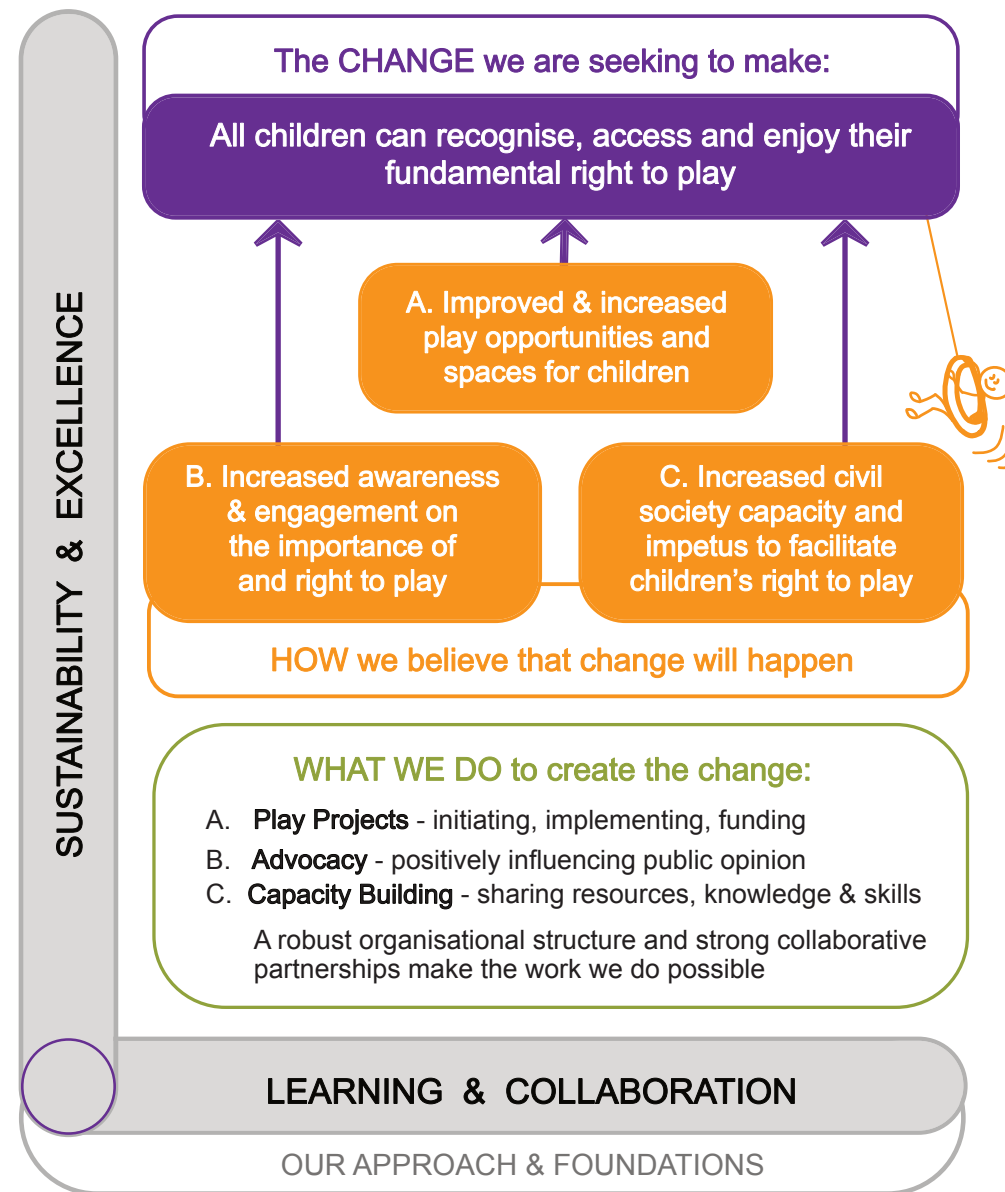 The CHANGE we are seeking to make:
All children can recognise, access and enjoy their
fundamental right to play
A. Improved & increased
play opportunities and
spaces for children
B. Increased awareness
& engagement on
the importance of
and right to play
C. Increased civil
society capacity and
impetus to facilitate
children’s right to play
HOW we believe that change will happen
WHAT WE DO to create the change:
A. Play Projects - initiating, implementing, funding
B. Advocacy - positively influencing public opinion
C. Capacity Building - sharing resources, knowledge & skills
A robust organisational structure and strong collaborative
partnerships make the work we do possible
SUSTAINABILITY & EXCELLENCE
LEARNING & COLLABORATION
OUR APPROACH & FOUNDATIONS